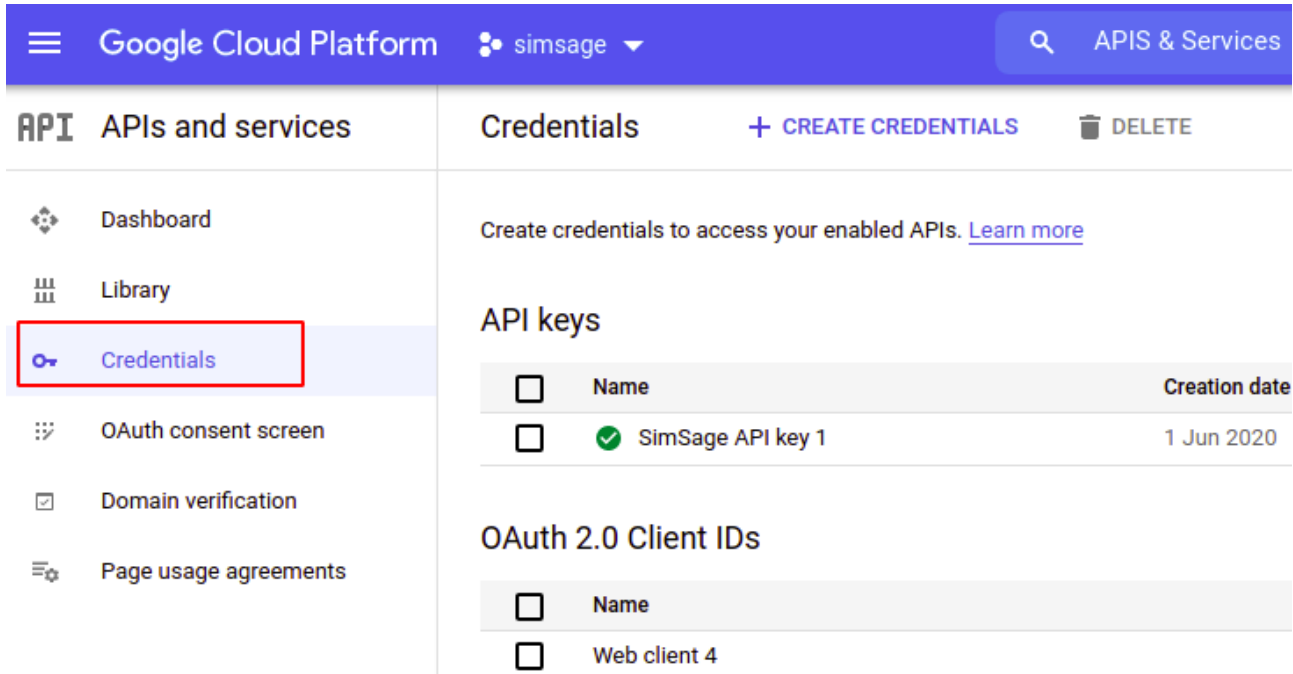 Google Cloud Platform simsage APIS & Services
API APIs and services
Credentials + CREATE CREDENTIALS DELETE
Dashboard
Library
Credentials
OAuth consent screen
Domain verification
Page usage agreements
Create credentials to access your enabled APIs. Learn more
API keys
Name Creation date
SimSage API key 1 1 Jun 2020
OAuth 2.0 Client IDs
Name
Web client 4